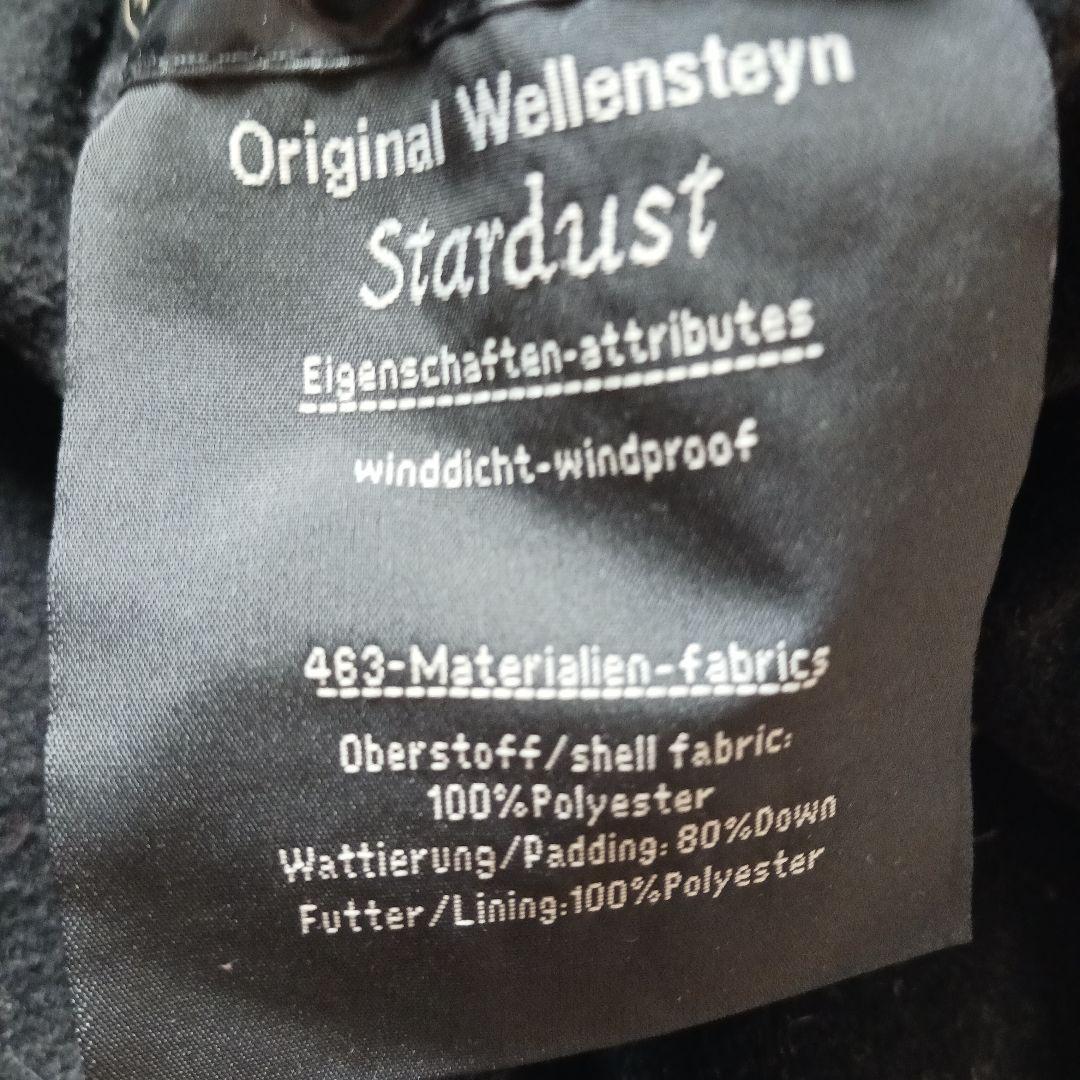 Original Wellensteyn
Stardust
Eigenschaften-attributes
winddicht-windproof
463-Materialien-fabrics
Oberstoff/shell fabric:
100%Polyester
Wattierung/Padding: 80%Down
Futter/Lining:100%Polyester